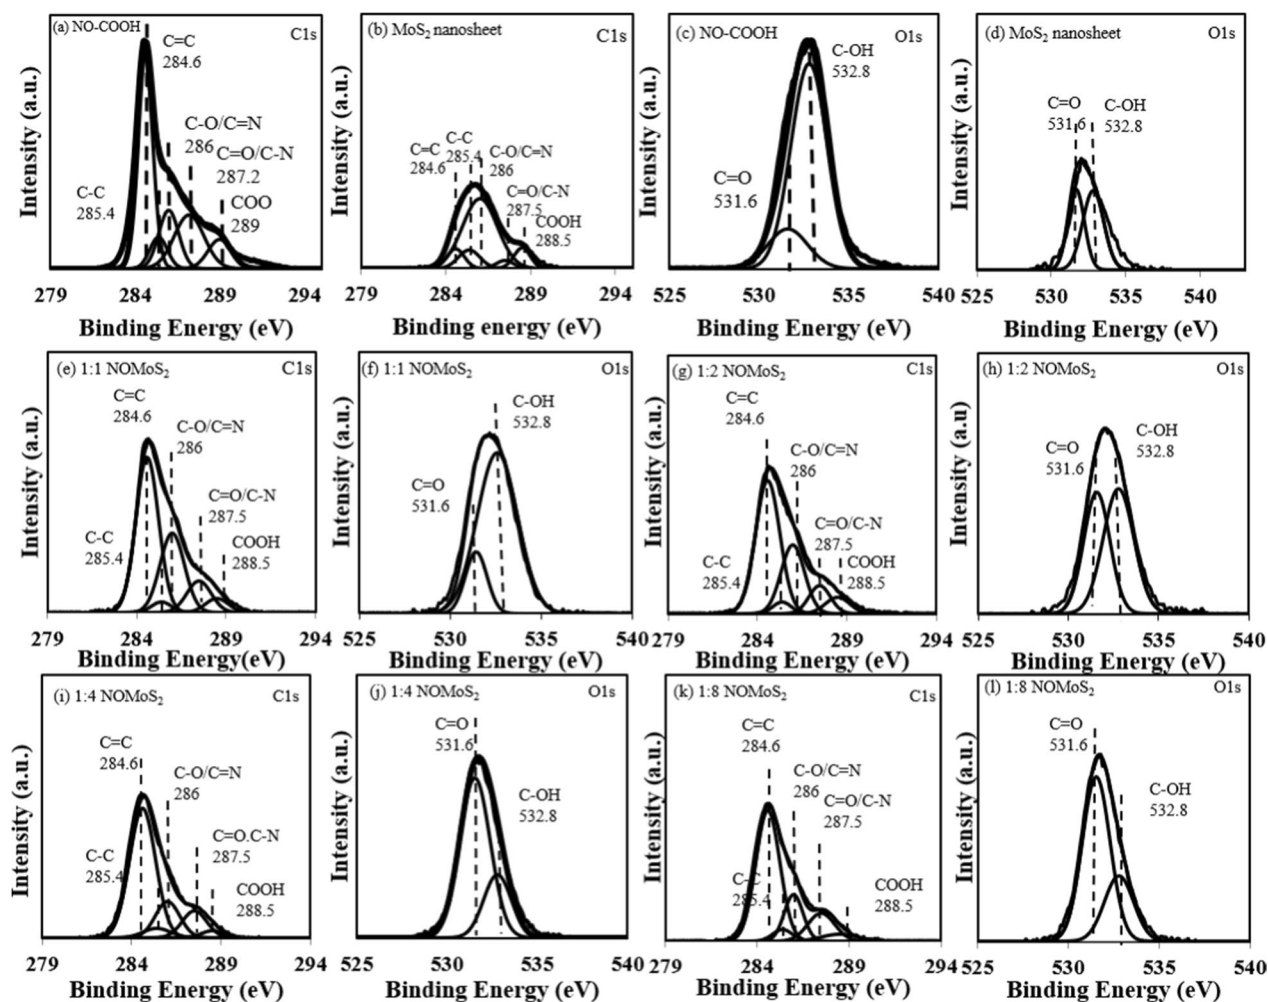 (a) NO-COOH
C1s
C=C
284.6
C-O/C=N
286
C=O/C-N
287.2
COO
289
C-C
285.4
Intensity (a.u.)
279 284 289 294
Binding Energy (eV)
(b) MoS2 nanosheet
C1s
C=C
284.6
C-C
285.4
C-O/C=N
286
C=O/C-N
287.5
COOH
288.5
Intensity (a.u.)
279 284 289 294
Binding energy (eV)
(c) NO-COOH
O1s
C-OH
532.8
C=O
531.6
Intensity (a.u.)
525 530 535 540
Binding Energy (eV)
(d) MoS2 nanosheet
O1s
C=O
531.6
C-OH
532.8
Intensity (a.u.)
525 530 535 540
Binding Energy (eV)
(e) 1:1 NOMoS2
C1s
C=C
284.6
C-O/C=N
286
C=O/C-N
287.5
C-C
285.4
COOH
288.5
Intensity (a.u.)
279 284 289 294
Binding Energy(eV)
(f) 1:1 NOMoS2
O1s
C-OH
532.8
C=O
531.6
Intensity (a.u.)
525 530 535 540
Binding Energy (eV)
(g) 1:2 NOMoS2
C1s
C=C
284.6
C-O/C=N
286
C=O/C-N
287.5
C-C
285.4
COOH
288.5
Intensity (a.u.)
279 284 289 294
Binding Energy (eV)
(h) 1:2 NOMoS2
O1s
C=O
531.6
C-OH
532.8
Intensity (a.u)
525 530 535 540
Binding Energy (eV)
(i) 1:4 NOMoS2
C1s
C=C
284.6
C-O/C=N
286
C=O.C-N
287.5
C-C
285.4
COOH
288.5
Intensity (a.u.)
279 284 289 294
Binding Energy (eV)
(j) 1:4 NOMoS2
O1s
C=O
531.6
C-OH
532.8
Intensity (a.u.)
525 530 535 540
Binding Energy (eV)
(k) 1:8 NOMoS2
C1s
C=C
284.6
C-O/C=N
286
C=O/C-N
287.5
C-C
285.4
COOH
288.5
Intensity (a.u.)
279 284 289 294
Binding Energy (eV)
(l) 1:8 NOMoS2
O1s
C=O
531.6
C-OH
532.8
Intensity (a.u.)
525 530 535 540
Binding Energy (eV)